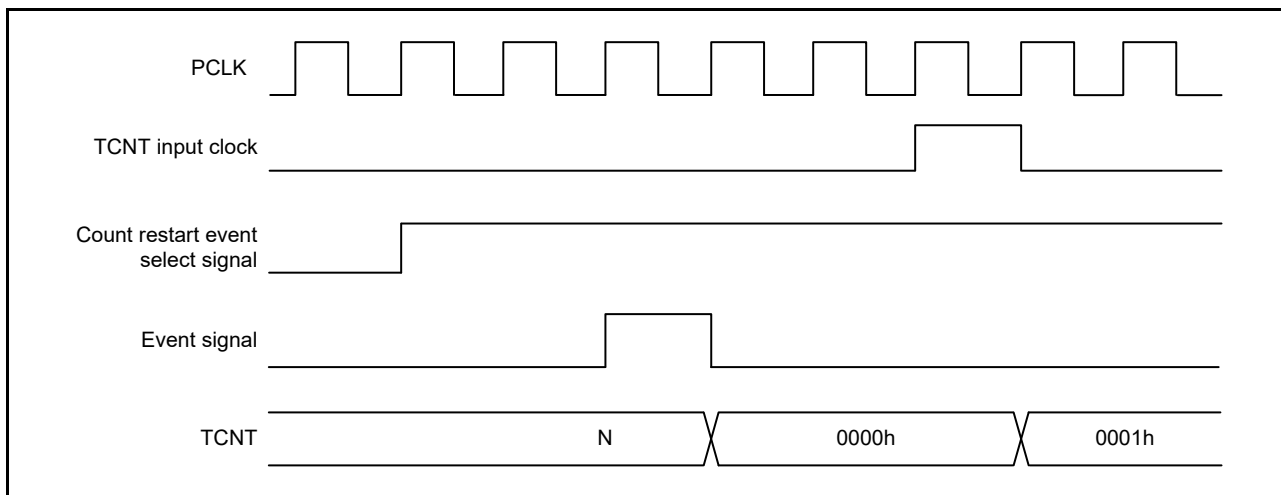 PCLK
TCNT input clock
Count restart event
select signal
Event signal
TCNT
N
0000h
0001h